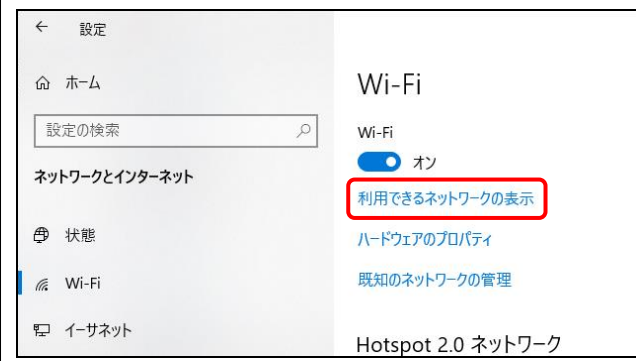 ← 設定
ホーム
設定の検索
ネットワークとインターネット
状態
Wi-Fi
イーサネット
Wi-Fi
Wi-Fi
オン
利用できるネットワークの表示
ハードウェアのプロパティ
既知のネットワークの管理
Hotspot 2.0 ネットワーク